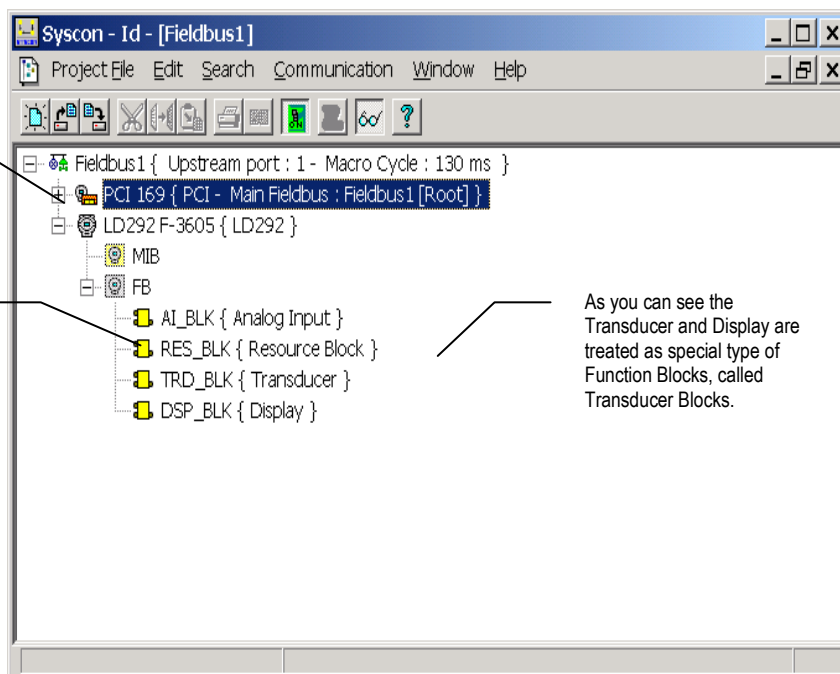 Syscon - Id - [Fieldbus1]
Project File Edit Search Communication Window Help
Fieldbus1 { Upstream port : 1 - Macro Cycle : 130 ms }
PCI 169 { PCI - Main Fieldbus : Fieldbus1 [Root] }
LD292 F-3605 { LD292 }
MIB
FB
AI_BLK { Analog Input }
RES_BLK { Resource Block }
TRD_BLK { Transducer }
DSP_BLK { Display }
As you can see the
Transducer and Display are
treated as special type of
Function Blocks, called
Transducer Blocks.